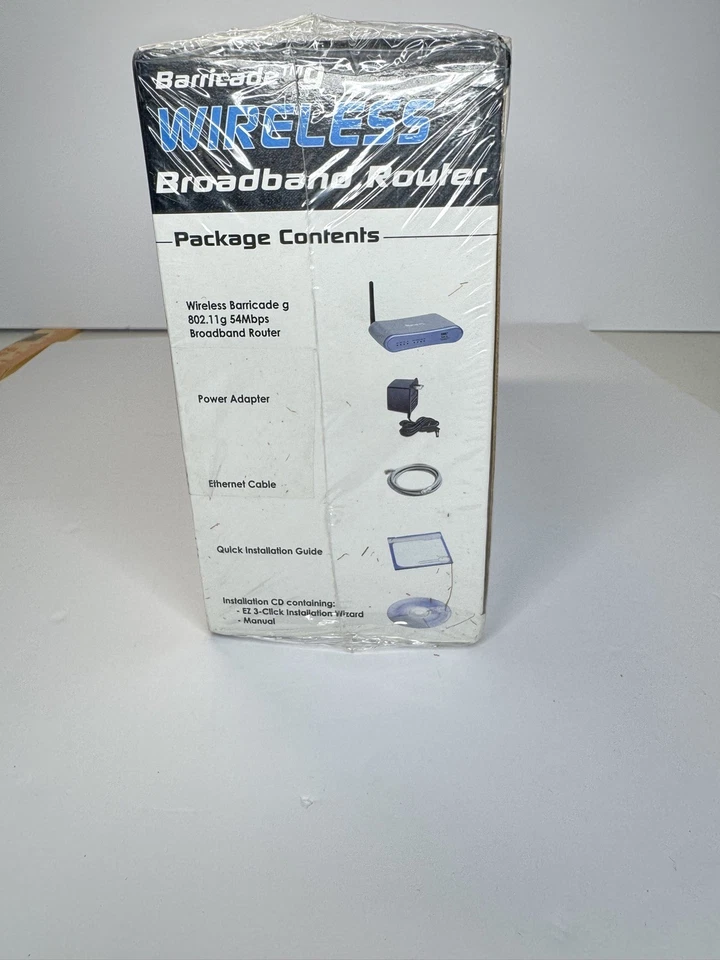 Barricade™ g
WIRELESS
Broadband Router
Package Contents
Wireless Barricade g
802.11g 54Mbps
Broadband Router
Power Adapter
Ethernet Cable
Quick Installation Guide
Installation CD containing:
- EZ 3-Click Installation Wizard
- Manual